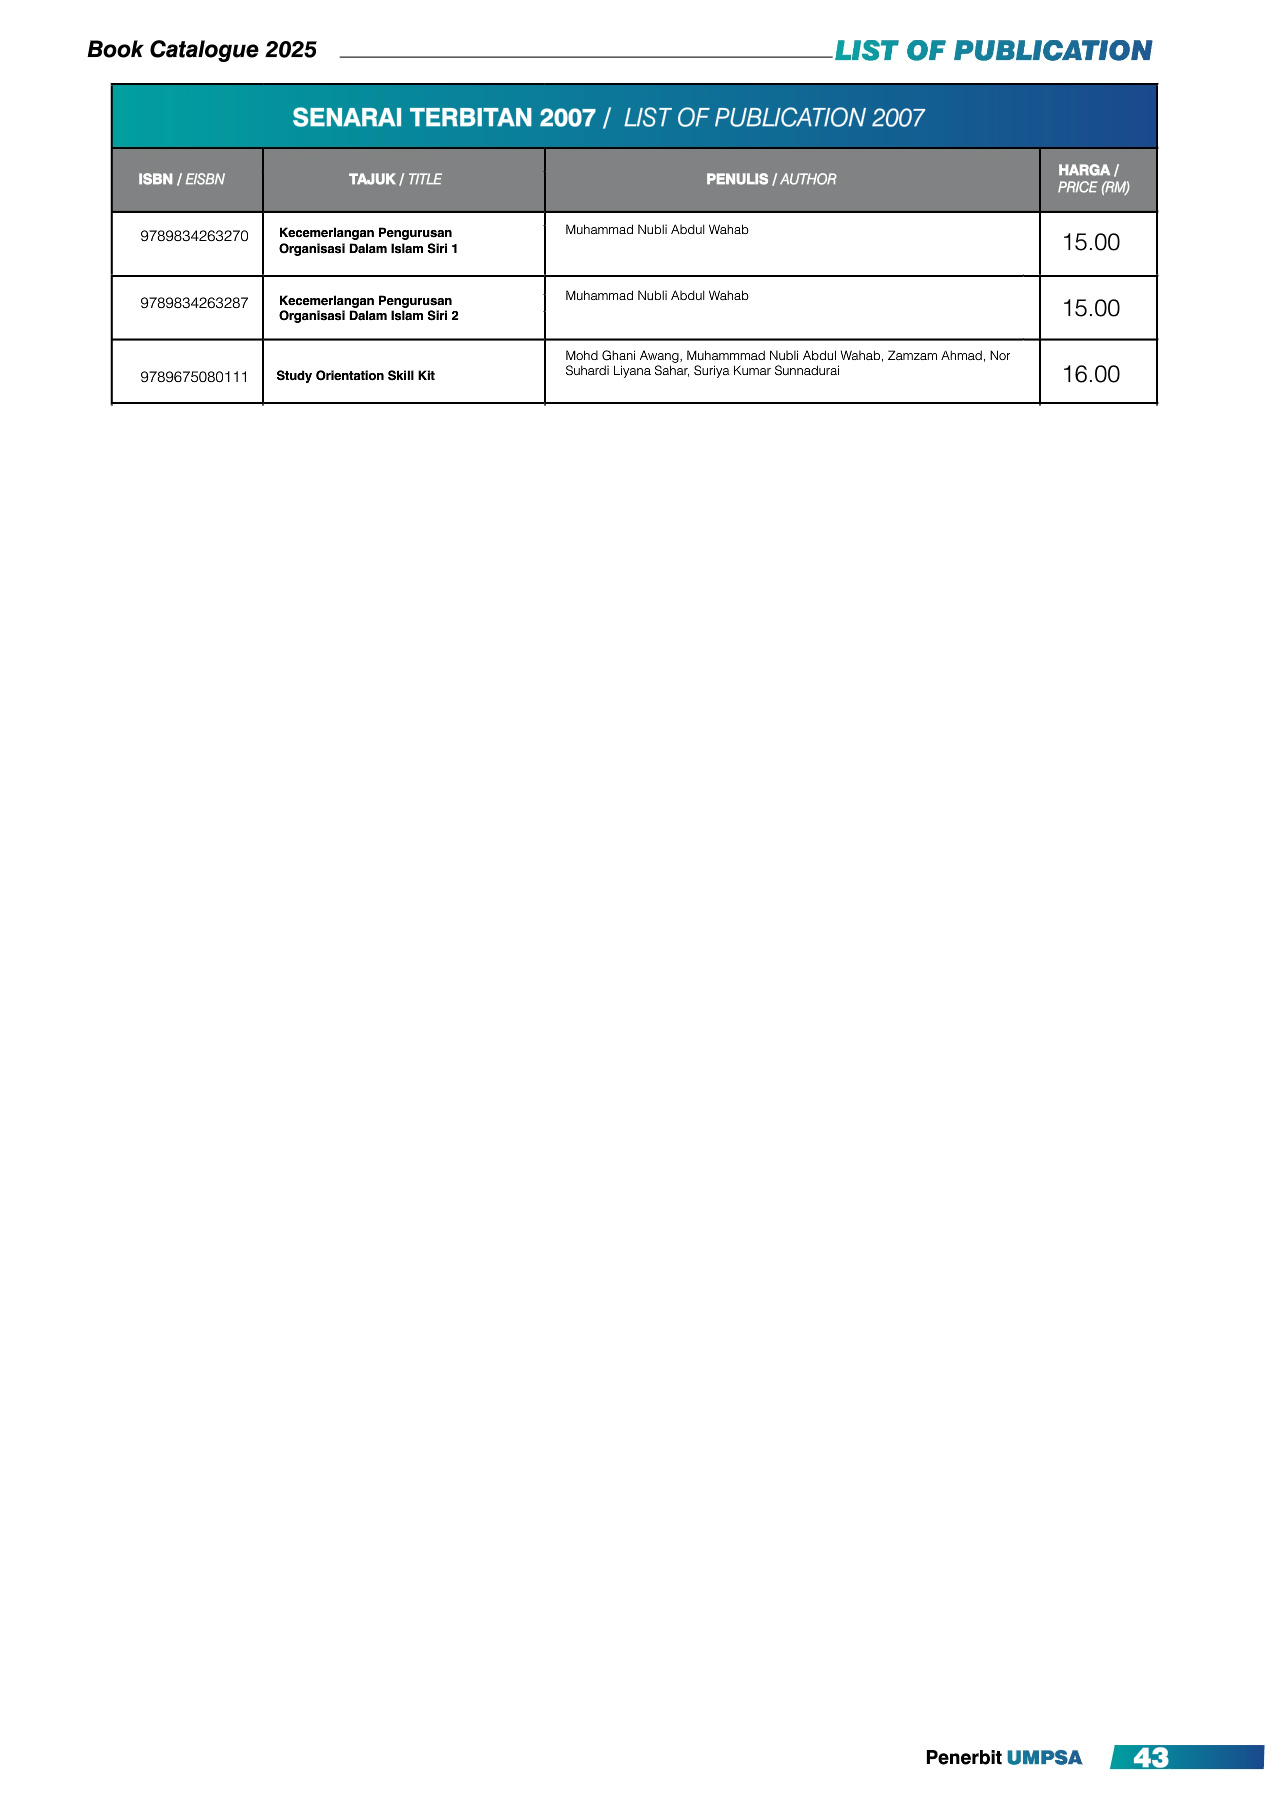 Book Catalogue 2025
LIST OF PUBLICATION
SENARAI TERBITAN 2007 / LIST OF PUBLICATION 2007
ISBN / EISBN
TAJUK / TITLE
PENULIS / AUTHOR
HARGA /
PRICE (RM)
9789834263270
Kecemerlangan Pengurusan
Organisasi Dalam Islam Siri 1
Muhammad Nubli Abdul Wahab
15.00
9789834263287
Kecemerlangan Pengurusan
Organisasi Dalam Islam Siri 2
Muhammad Nubli Abdul Wahab
15.00
9789675080111
Study Orientation Skill Kit
Mohd Ghani Awang, Muhammmad Nubli Abdul Wahab, Zamzam Ahmad, Nor
Suhardi Liyana Sahar, Suriya Kumar Sunnadurai
16.00
Penerbit UMPSA
43